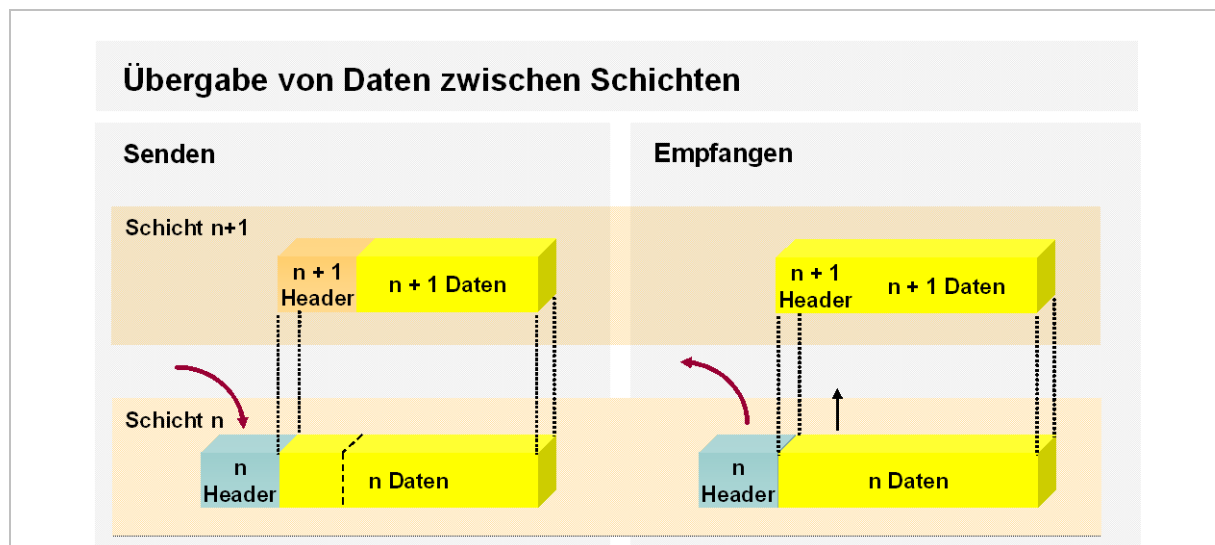 Übergabe von Daten zwischen Schichten
Senden
Schicht n+1
n + 1
Header
n + 1 Daten
Schicht n
n
Header
n Daten
Empfangen
n + 1
Header
n + 1 Daten
n
Header
n Daten